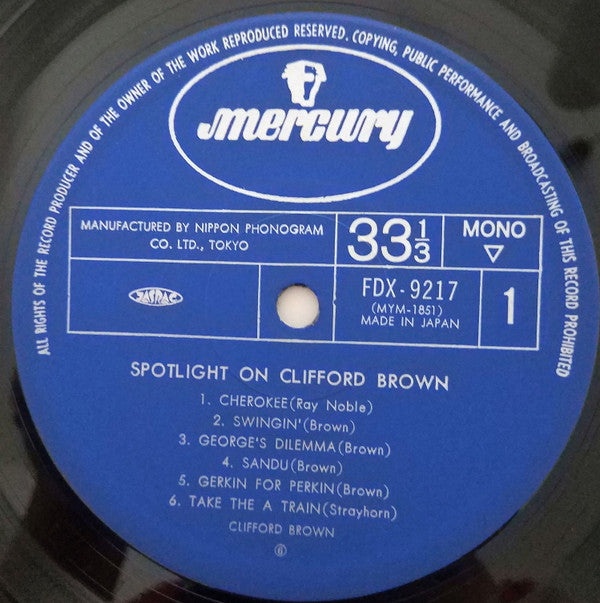 ALL RIGHTS OF THE RECORD PRODUCER AND OF THE OWNER OF THE WORK REPRODUCED RESERVED. COPYING, PUBLIC PERFORMANCE AND BROADCASTING OF THIS RECORD PROHIBITED
mercury
MANUFACTURED BY NIPPON PHONOGRAM
CO. LTD., TOKYO
33 1/3
MONO
▽
JASRAC
FDX-9217
(MYM-1851)
MADE IN JAPAN
1
SPOTLIGHT ON CLIFFORD BROWN
1. CHEROKEE(Ray Noble)
2. SWINGIN'(Brown)
3. GEORGE'S DILEMMA(Brown)
4. SANDU(Brown)
5. GERKIN FOR PERKIN(Brown)
6. TAKE THE A TRAIN(Strayhorn)
CLIFFORD BROWN